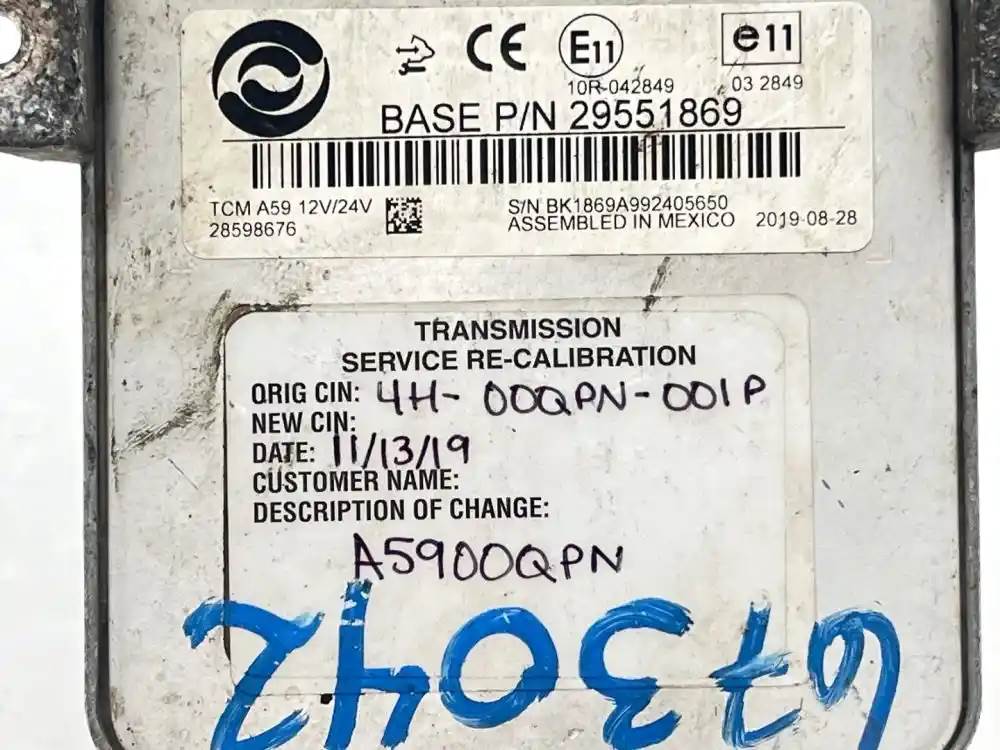 CE E11 e11
10R-042849 03 2849
BASE P/N 29551869
TCM A59 12V/24V S/N BK1869A992405650
28598676 ASSEMBLED IN MEXICO 2019-08-28
TRANSMISSION
SERVICE RE-CALIBRATION
ORIG CIN: 4H-00QPN-001P
NEW CIN:
DATE: 11/13/19
CUSTOMER NAME:
DESCRIPTION OF CHANGE:
A5900QPN
673042